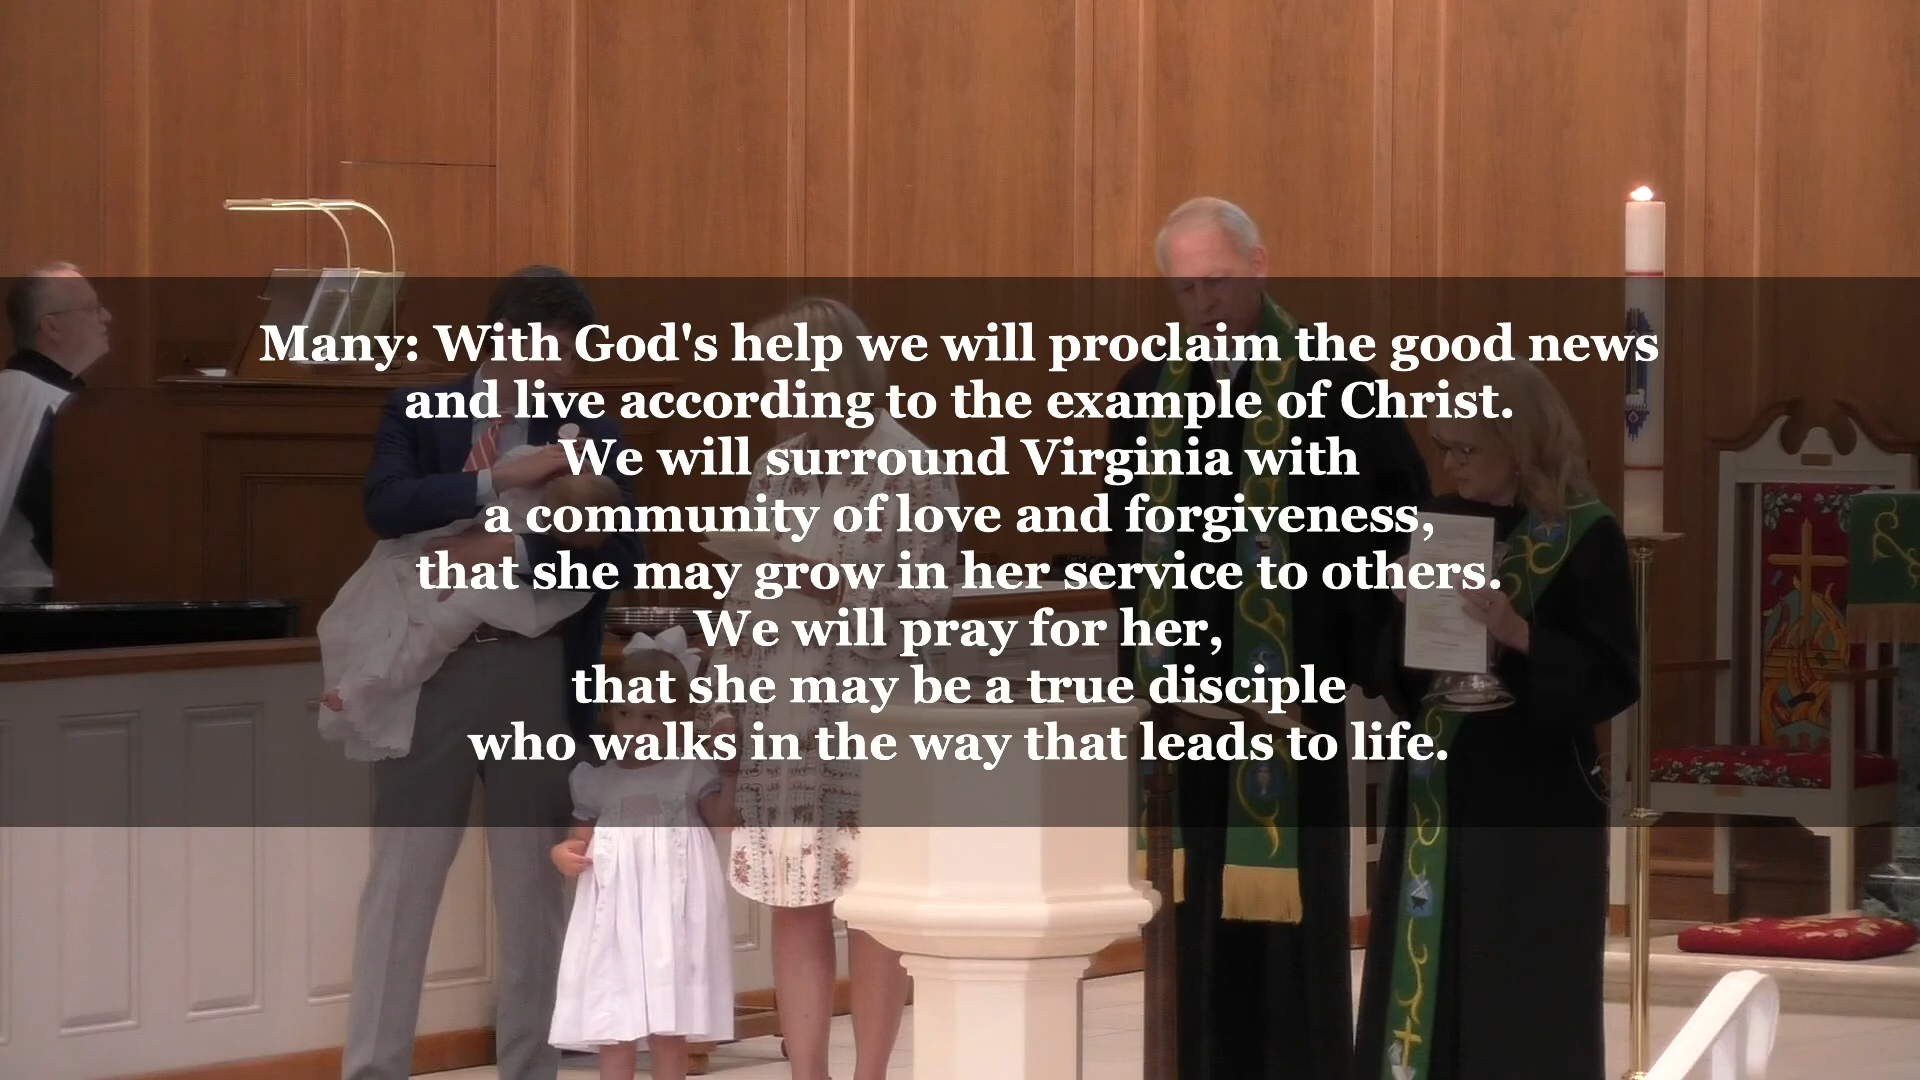 Many: With God's help we will proclaim the good news
and live according to the example of Christ.
We will surround Virginia with
a community of love and forgiveness,
that she may grow in her service to others.
We will pray for her,
that she may be a true disciple
who walks in the way that leads to life.